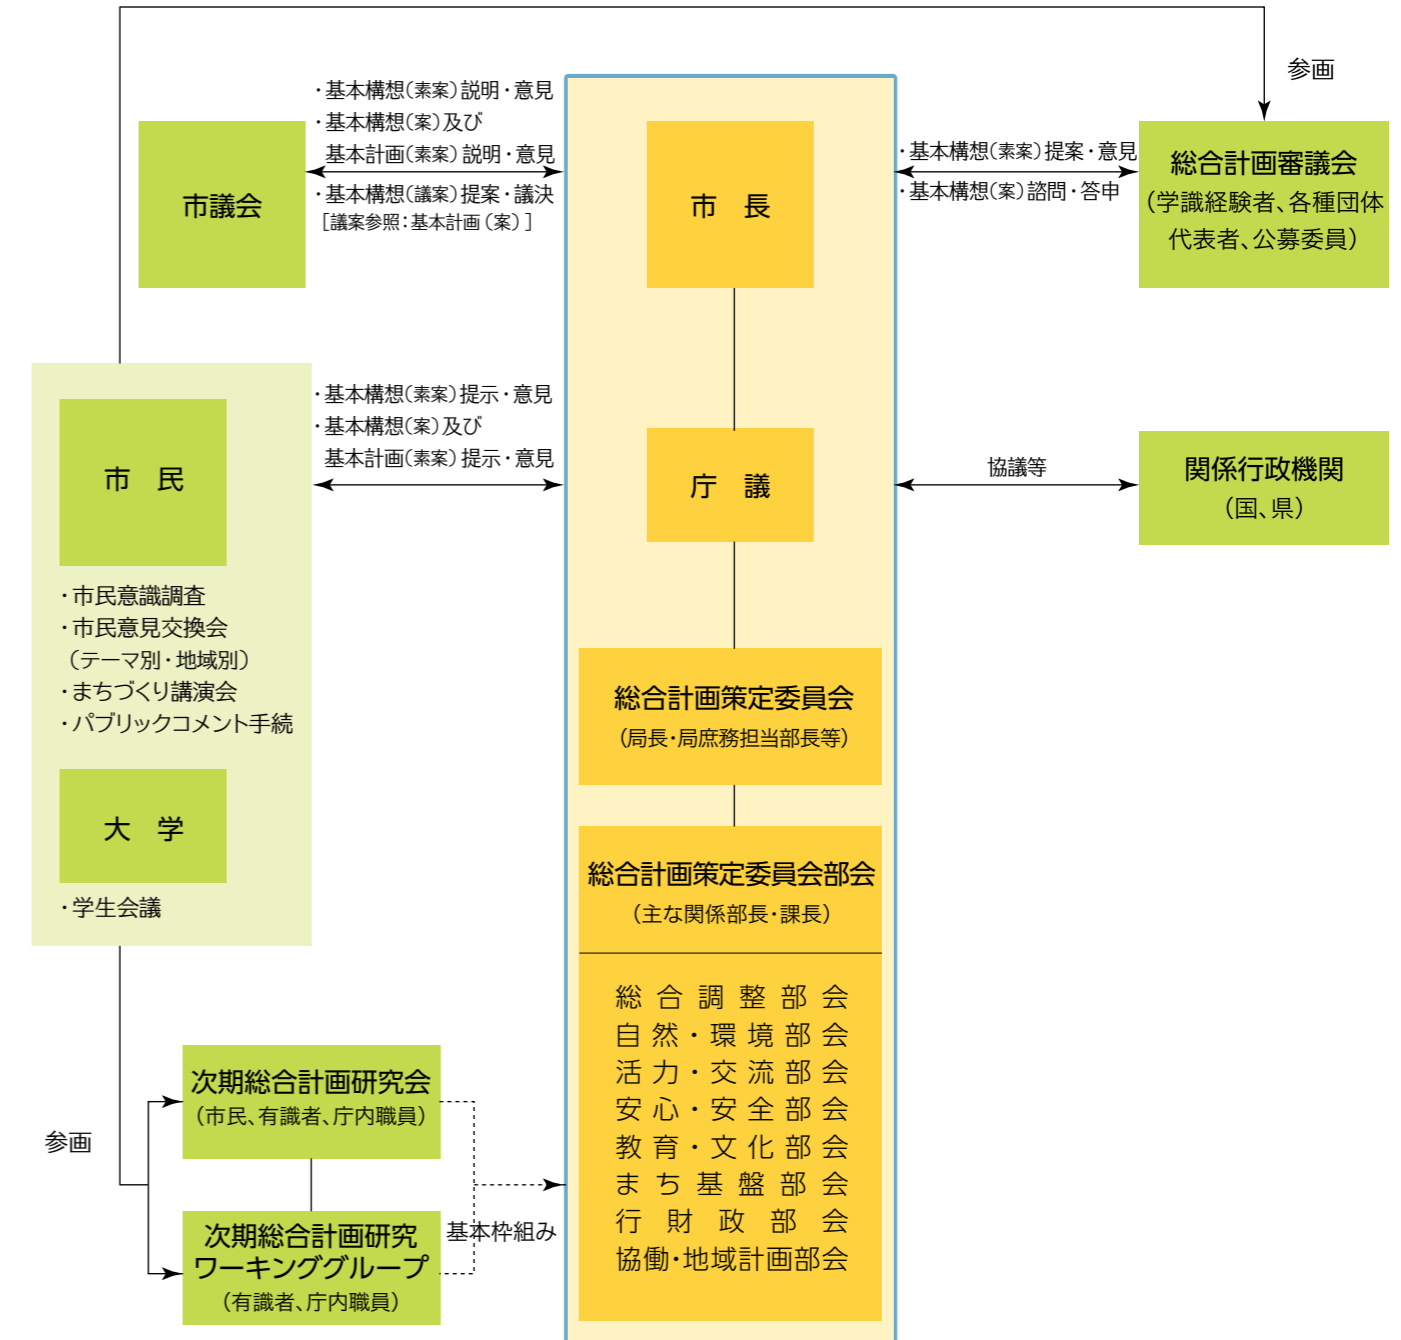 参画
・基本構想(素案)説明・意見
・基本構想(案)及び
基本計画(素案)説明・意見
・基本構想(議案)提案・議決
[議案参照：基本計画(案)]
市議会
市　長
・基本構想(素案)提案・意見
・基本構想(案)諮問・答申
総合計画審議会
(学識経験者、各種団体
代表者、公募委員)
市　民
・市民意識調査
・市民意見交換会
(テーマ別・地域別)
・まちづくり講演会
・パブリックコメント手続
大　学
・学生会議
・基本構想(素案)提示・意見
・基本構想(案)及び
基本計画(素案)提示・意見
庁　議
協議等
関係行政機関
(国、県)
総合計画策定委員会
(局長・局庶務担当部長等)
総合計画策定委員会部会
(主な関係部長・課長)
総合調整部会
自然・環境部会
活力・交流部会
安心・安全部会
教育・文化部会
まち基盤部会
行財政部会
協働・地域計画部会
参画
次期総合計画研究会
(市民、有識者、庁内職員)
次期総合計画研究
ワーキンググループ
(有識者、庁内職員)
基本枠組み